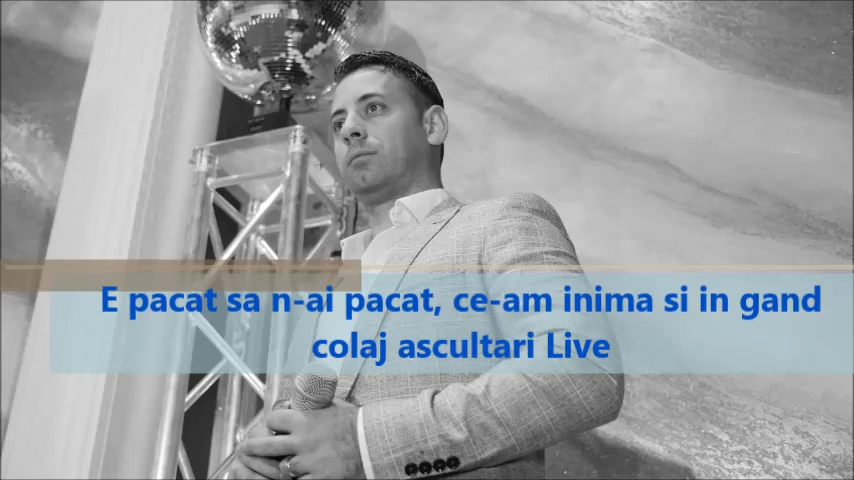 E pacat sa n-ai pacat, ce-am inima si in gand
colaj ascultari Live